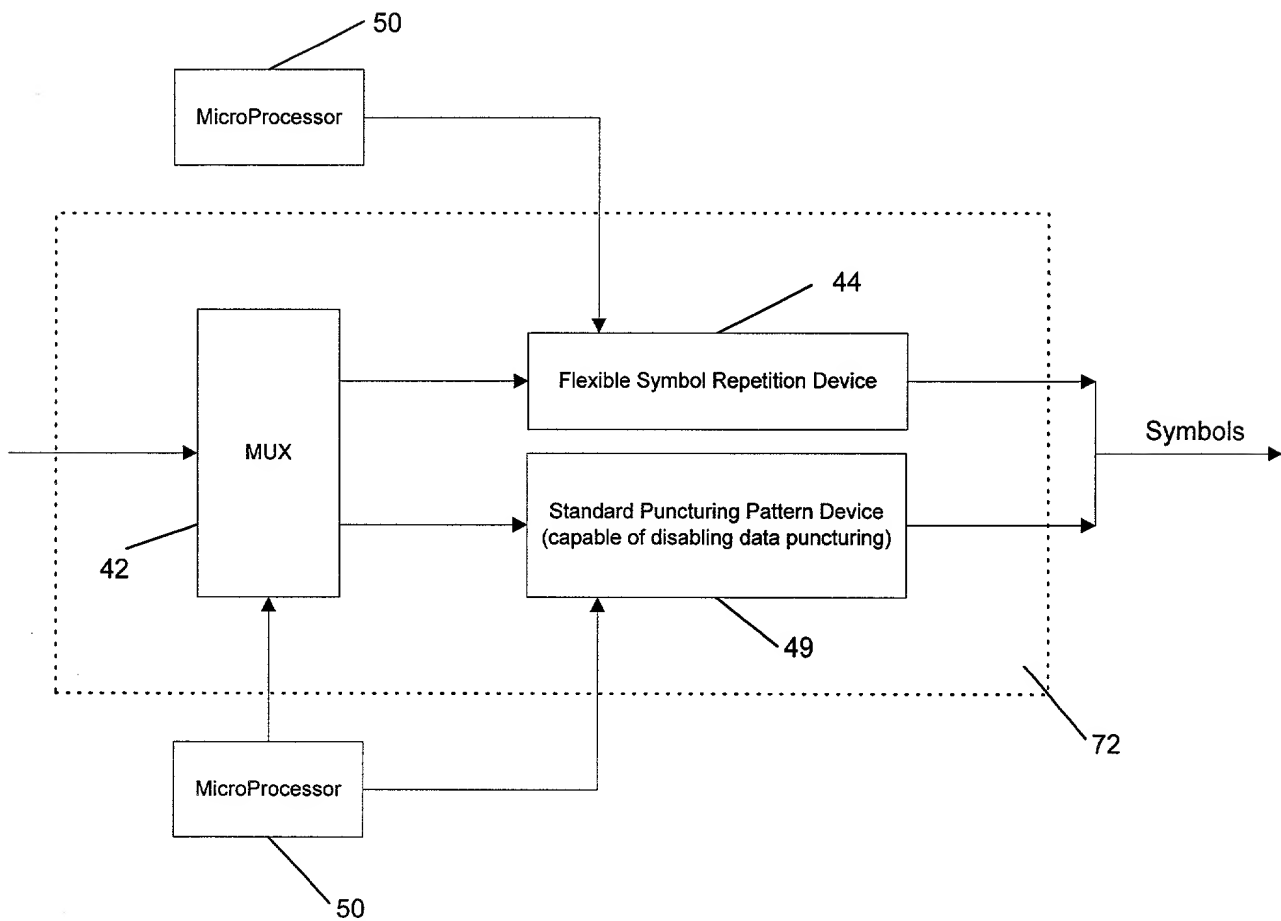 50
MicroProcessor
44
Flexible Symbol Repetition Device
Symbols
MUX
Standard Puncturing Pattern Device
(capable of disabling data puncturing)
42
49
72
MicroProcessor
50